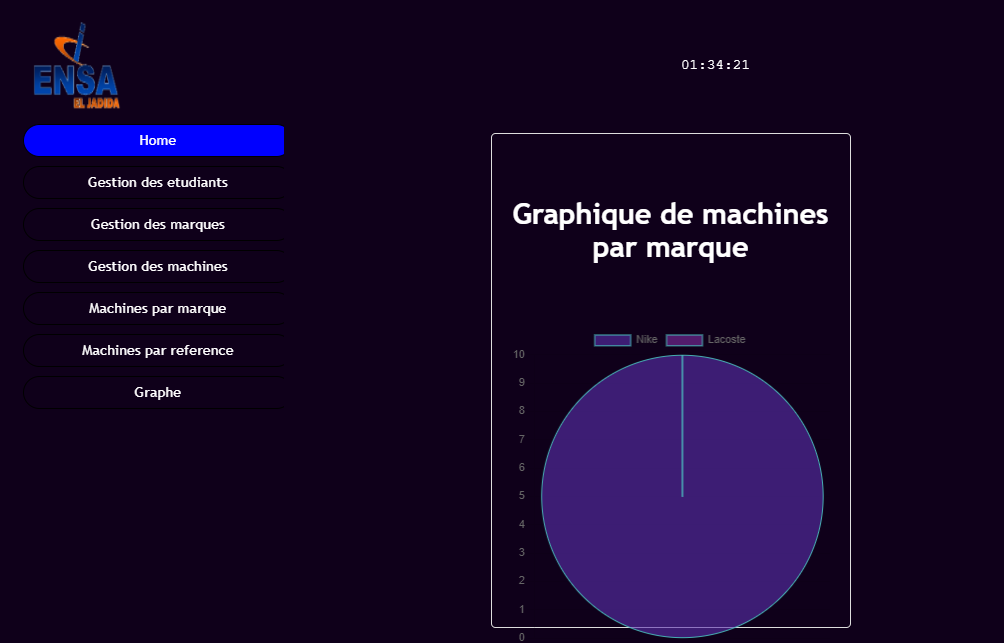 ENSA
EL JADIDA
01:34:21
Home
Gestion des etudiants
Gestion des marques
Gestion des machines
Machines par marque
Machines par reference
Graphe
Graphique de machines
par marque
Nike Lacoste
10
9
8
7
6
5
4
3
2
1
0